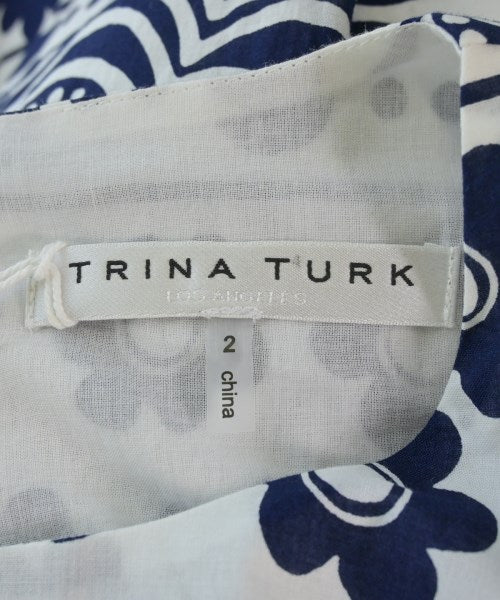 TRINA TURK
LOS ANGELES
2
china